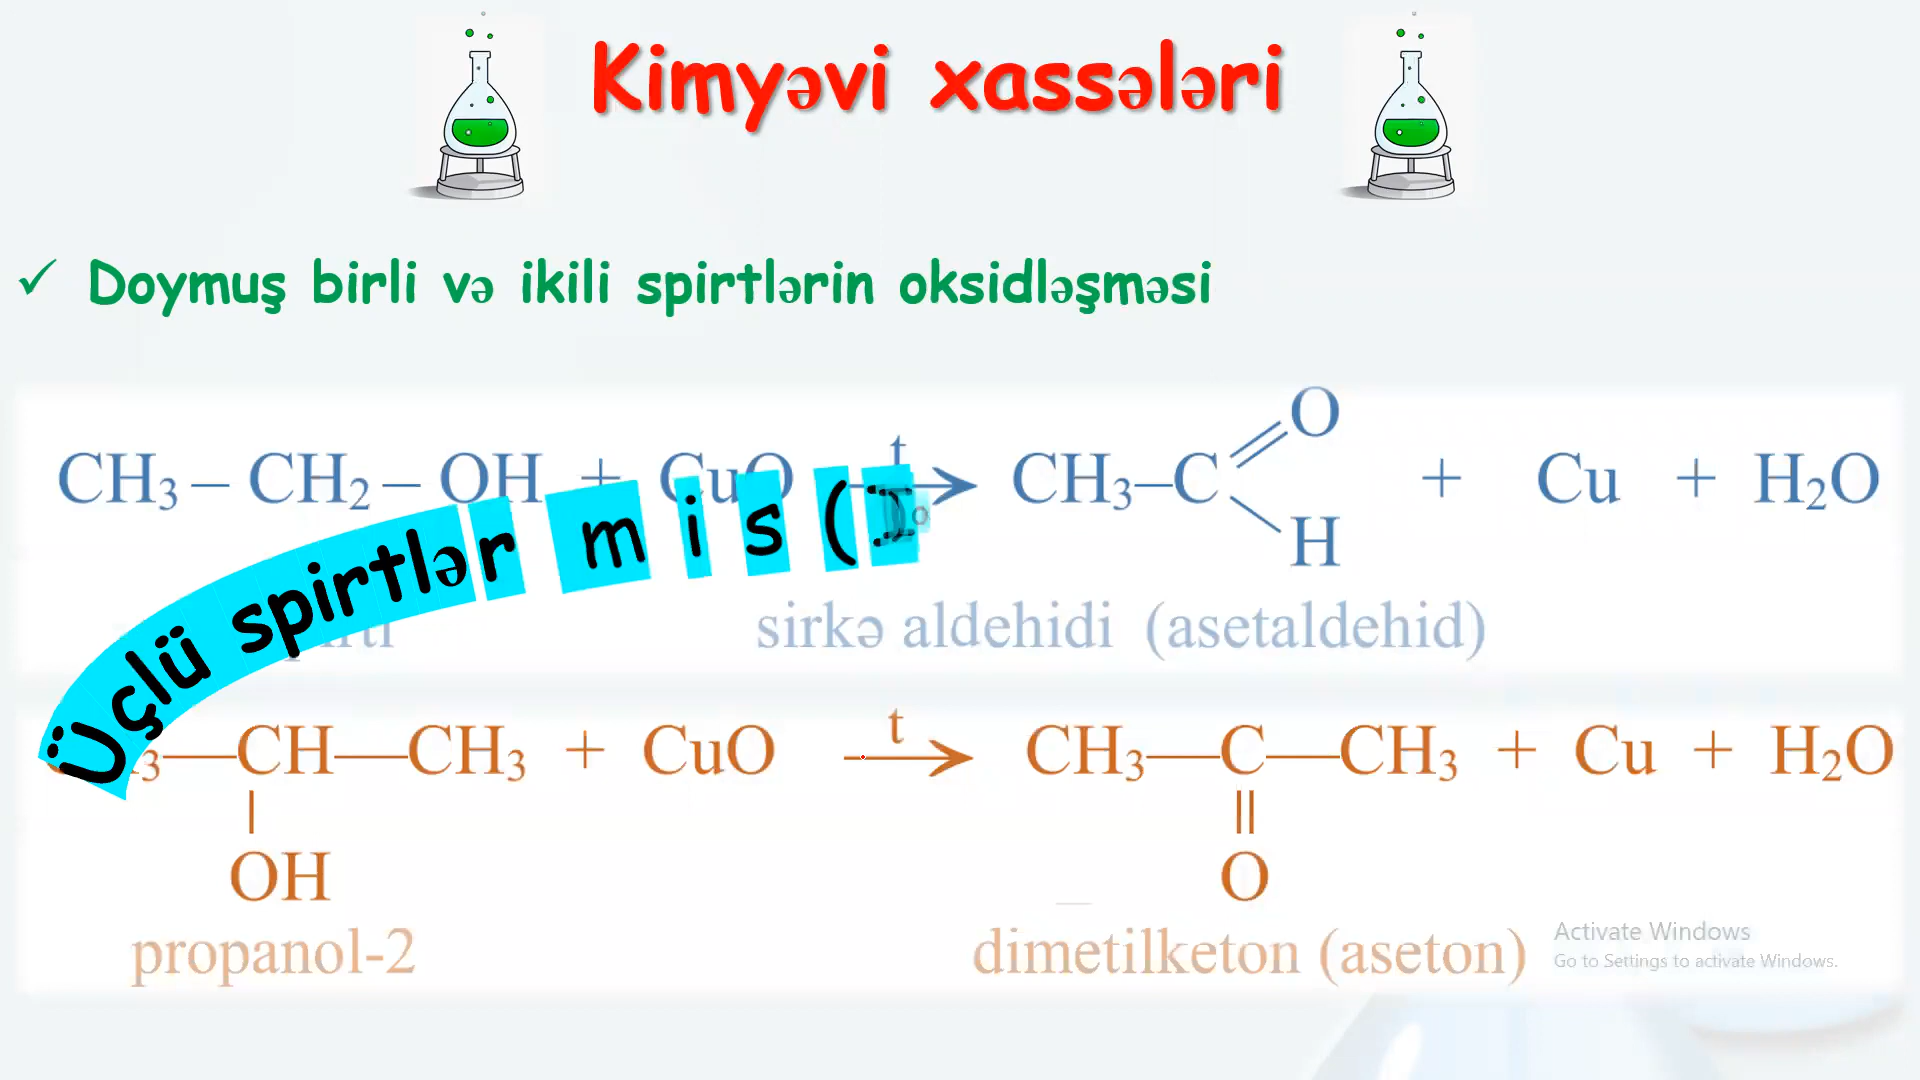 Kimyəvi xassələri
✓ Doymuş birli və ikili spirtlərin oksidləşməsi
CH₃ – CH₂ – OH + CuO t → CH₃–C
O
H
+ Cu + H₂O
Üçlü spirtlər mis(I
sirkə aldehidi (asetaldehid)
—CH—CH₃ + CuO t → CH₃—C—CH₃ + Cu + H₂O
OH
O
propanol-2
dimetilketon (aseton)
Activate Windows
Go to Settings to activate Windows.